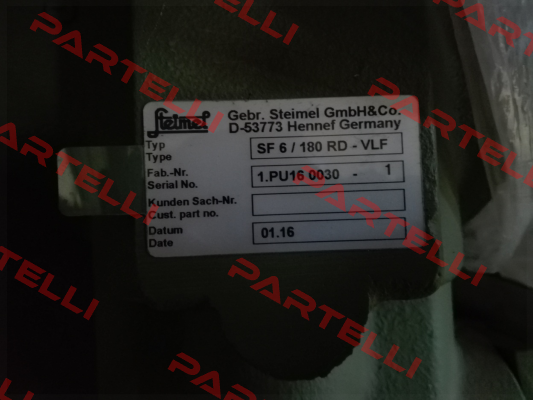 Steimel
Gebr. Steimel GmbH&Co.
D-53773 Hennef Germany
Typ
Type
SF 6 / 180 RD - VLF
Fab.-Nr.
Serial No.
1.PU16 0030 - 1
Kunden Sach-Nr.
Cust. part no.
Datum
Date
01.16
PARTELLI
PARTELLI
PARTELLI
PARTELLI
PARTELLI
PARTELLI
PARTELLI
PARTELLI